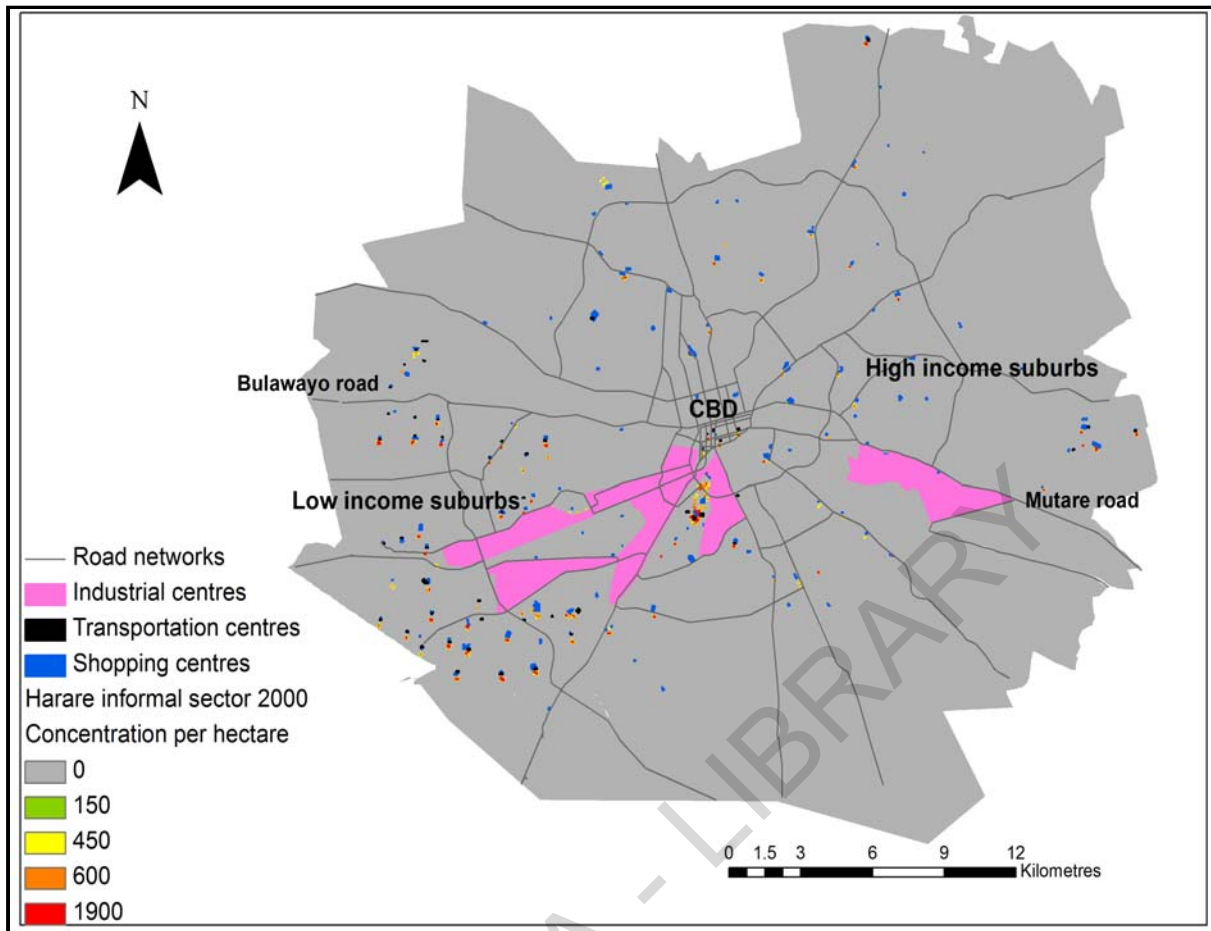 N
High income suburbs
Bulawayo road
CBD
Low income suburbs
Mutare road
Road networks
Industrial centres
Transportation centres
Shopping centres
Harare informal sector 2000
Concentration per hectare
0
150
450
600
1900
0 1.5 3 6 9 12
Kilometres
A - LIBRARY